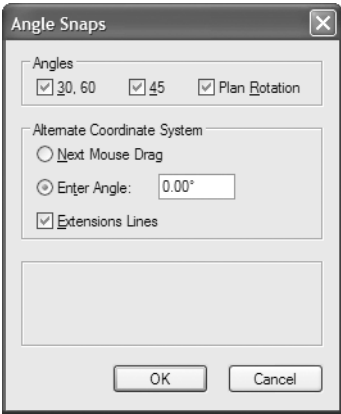 Angle Snaps
Angles
30, 60 45 Plan Rotation
Alternate Coordinate System
Next Mouse Drag
Enter Angle: 0.00°
Extensions Lines
OK Cancel